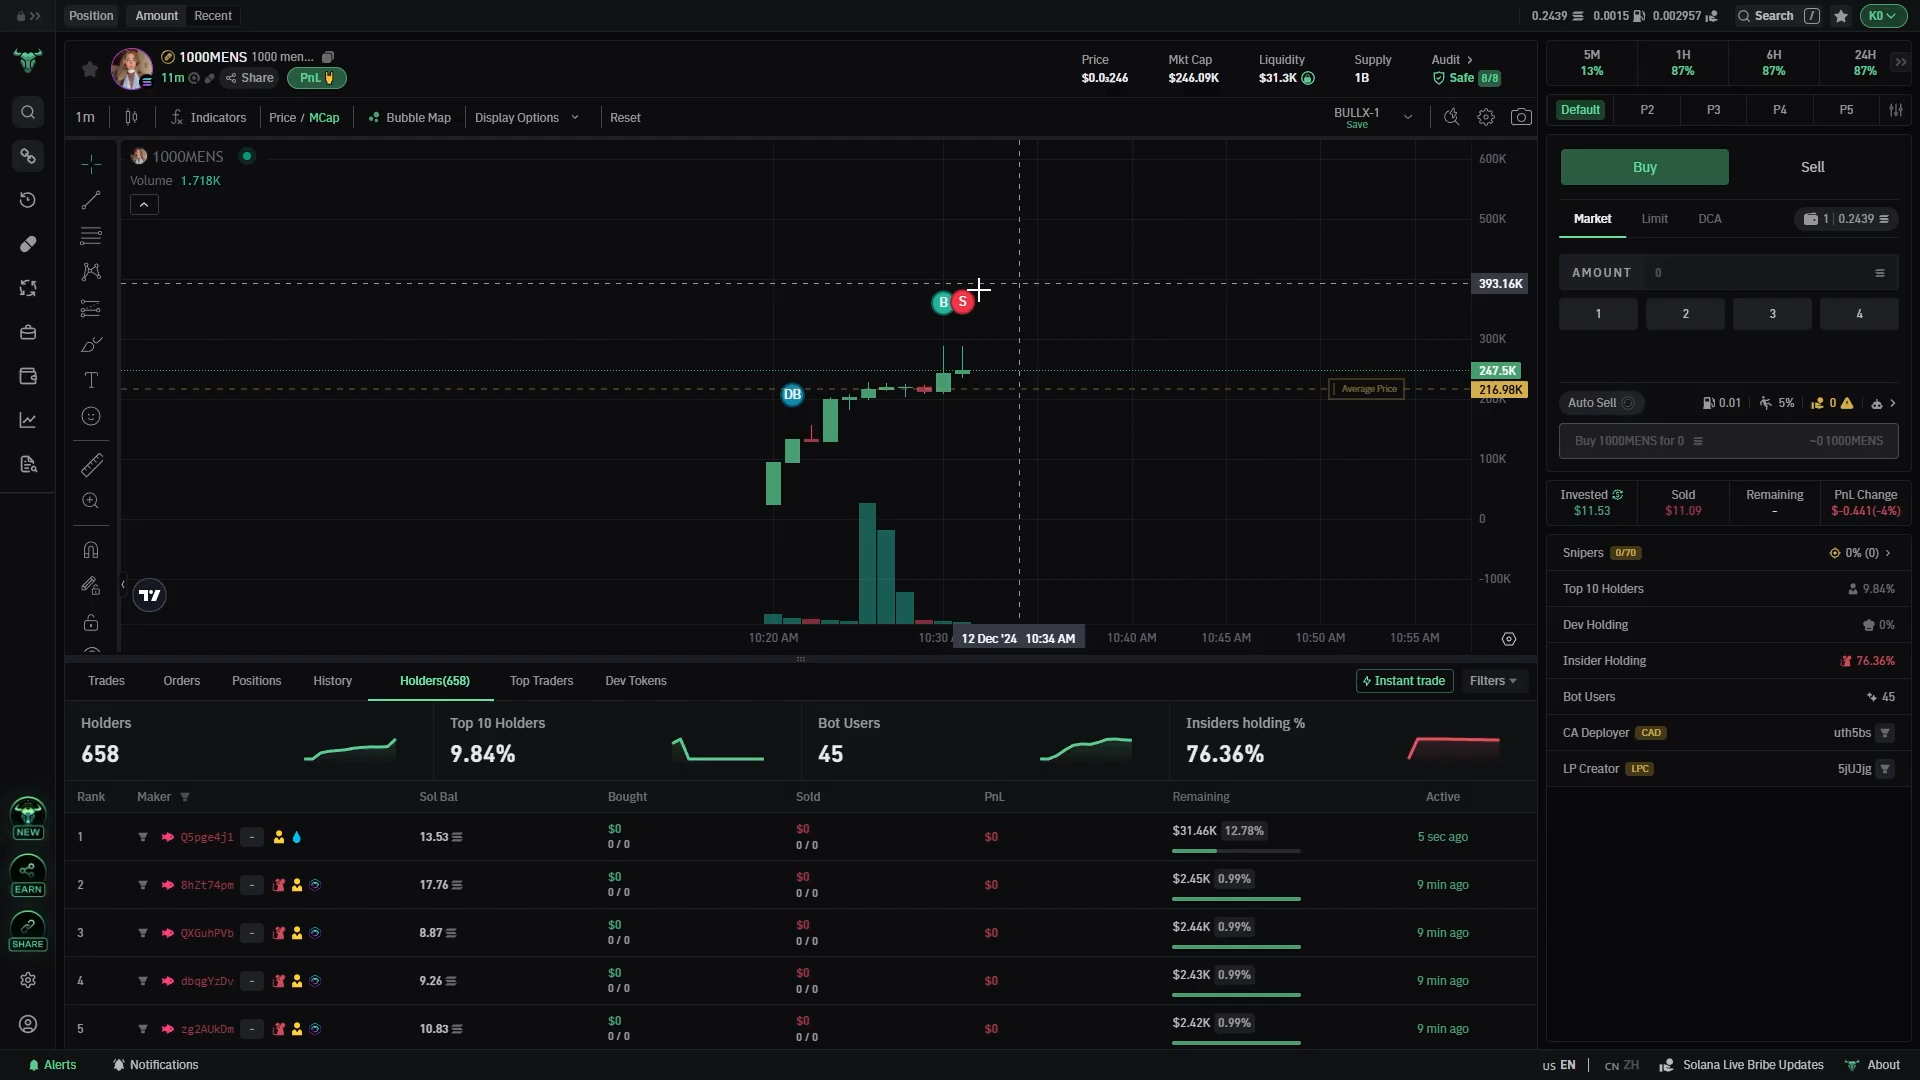 Position
Amount
Recent
0.2439
0.0015
0.002957
Search
/
K0
1000MENS 1000 men...
11m
Share
PnL
Price
$0.0₃246
Mkt Cap
$246.09K
Liquidity
$31.3K
Supply
1B
Audit
Safe 8/8
1m
Indicators
Price / MCap
Bubble Map
Display Options
Reset
BULLX-1
Save
1000MENS
Volume 1.718K
600K
500K
393.16K
300K
247.5K
216.98K
200K
100K
0
-100K
B
S
DB
Average Price
10:20 AM
10:30
12 Dec '24 10:34 AM
10:40 AM
10:45 AM
10:50 AM
10:55 AM
Trades
Orders
Positions
History
Holders(658)
Top Traders
Dev Tokens
Instant trade
Filters
Holders
658
Top 10 Holders
9.84%
Bot Users
45
Insiders holding %
76.36%
Rank
Maker
Sol Bal
Bought
Sold
PnL
Remaining
Active
1 Q5pge4j1 - 13.53 $0 $0 $0 $31.46K 12.78% 5 sec ago
0 / 0 0 / 0
2 8hZt74pm - 17.76 $0 $0 $0 $2.45K 0.99% 9 min ago
0 / 0 0 / 0
3 QXGuhPVb - 8.87 $0 $0 $0 $2.44K 0.99% 9 min ago
0 / 0 0 / 0
4 dbqgYzDv - 9.26 $0 $0 $0 $2.43K 0.99% 9 min ago
0 / 0 0 / 0
5 zg2AUkDm - 10.83 $0 $0 $0 $2.42K 0.99% 9 min ago
0 / 0 0 / 0
5M
13%
1H
87%
6H
87%
24H
87%
Default
P2
P3
P4
P5
Buy
Sell
Market
Limit
DCA
1 | 0.2439
AMOUNT 0
1
2
3
4
Auto Sell
0.01
5%
0
Buy 1000MENS for 0
~0 1000MENS
Invested
$11.53
Sold
$11.09
Remaining
-
PnL Change
$-0.441(-4%)
Snipers 0/70
0% (0)
Top 10 Holders
9.84%
Dev Holding
0%
Insider Holding
76.36%
Bot Users
45
CA Deployer CAD
uth5bs
LP Creator LPC
5jUJjg
NEW
EARN
SHARE
Alerts
Notifications
US EN
CN ZH
Solana Live Bribe Updates
About